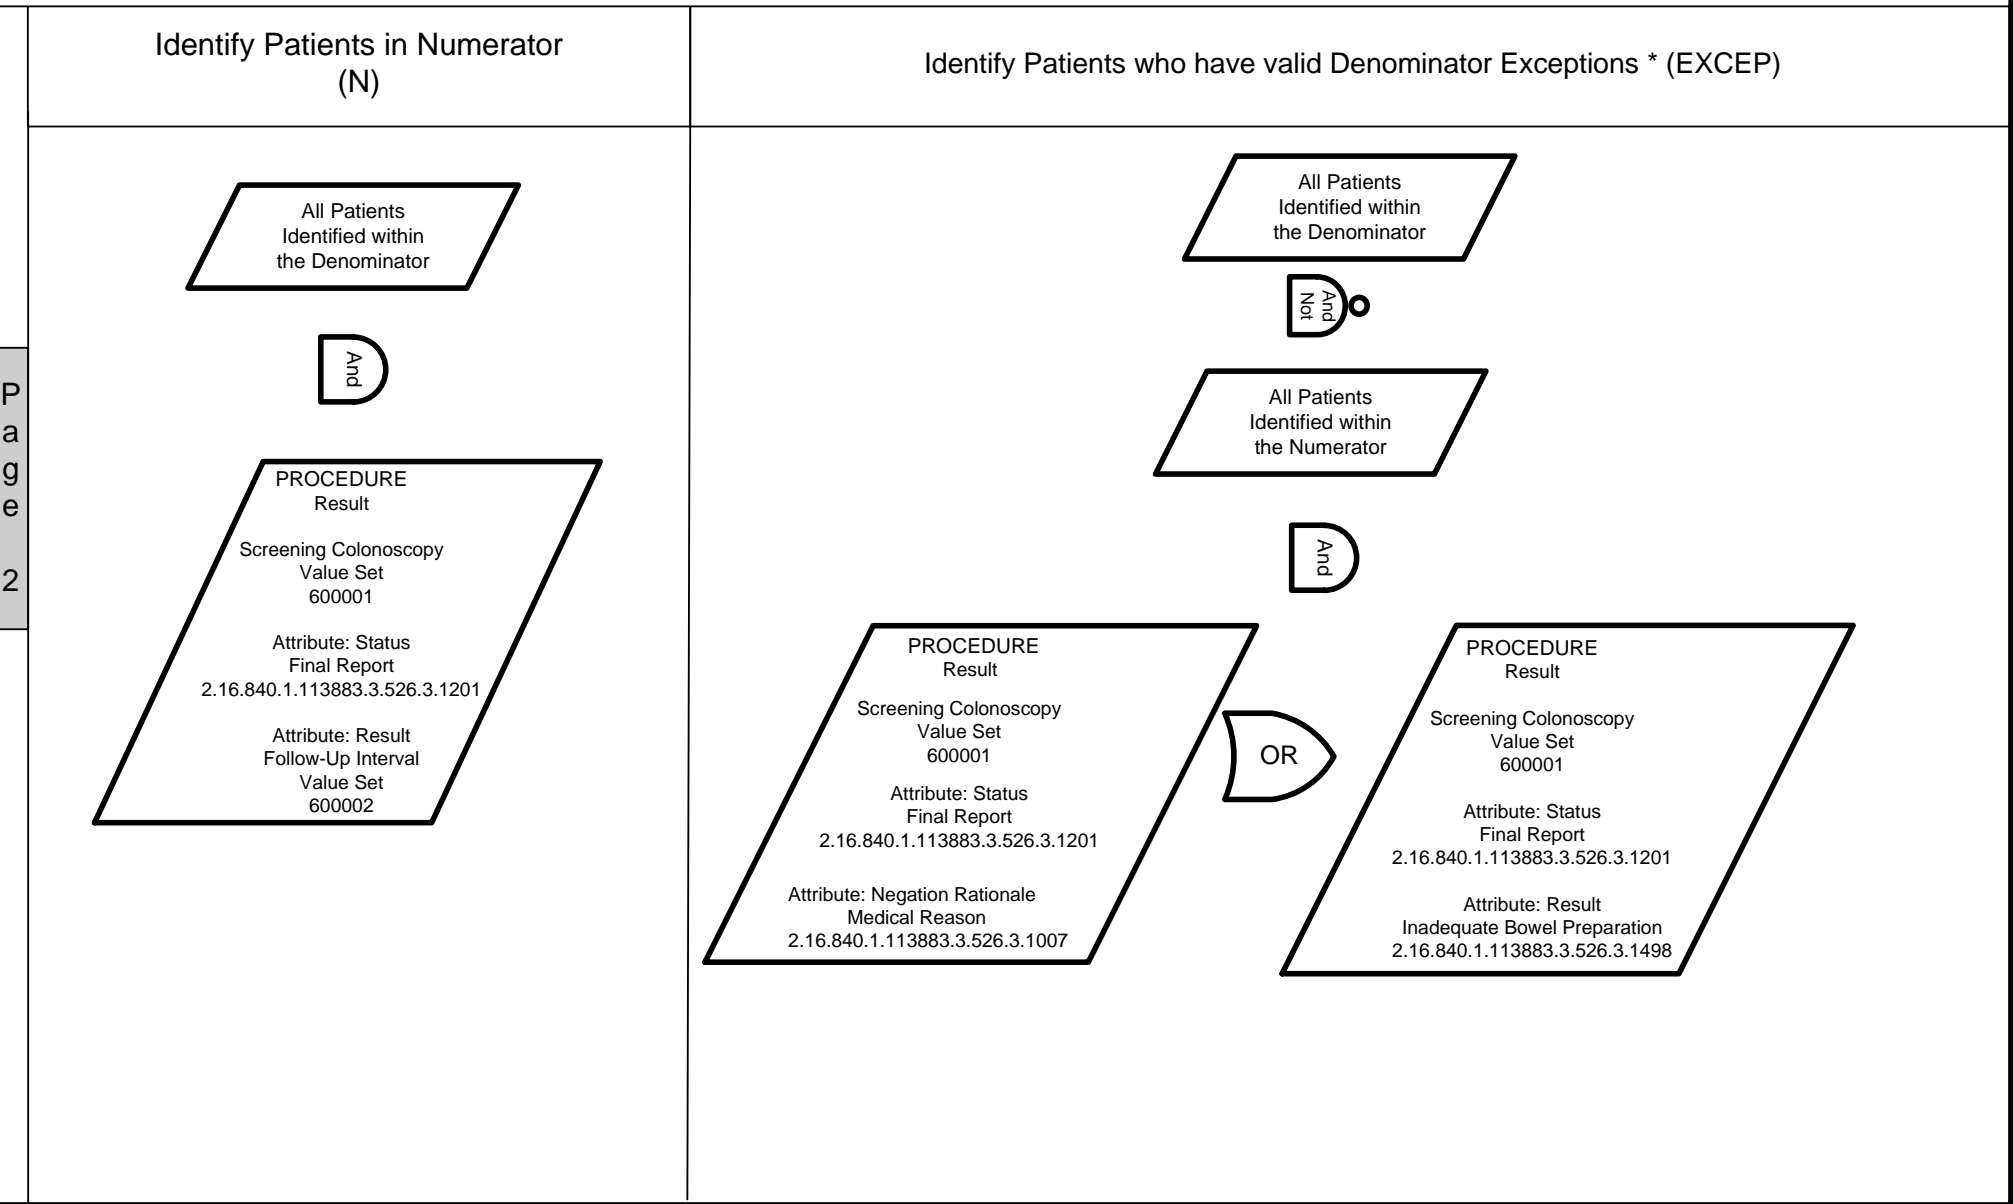 Page 2
Identify Patients in Numerator
(N)
All Patients
Identified within
the Denominator
And
PROCEDURE
Result
Screening Colonoscopy
Value Set
600001
Attribute: Status
Final Report
2.16.840.1.113883.3.526.3.1201
Attribute: Result
Follow-Up Interval
Value Set
600002
Identify Patients who have valid Denominator Exceptions * (EXCEP)
All Patients
Identified within
the Denominator
And
Not
All Patients
Identified within
the Numerator
And
PROCEDURE
Result
Screening Colonoscopy
Value Set
600001
Attribute: Status
Final Report
2.16.840.1.113883.3.526.3.1201
Attribute: Negation Rationale
Medical Reason
2.16.840.1.113883.3.526.3.1007
OR
PROCEDURE
Result
Screening Colonoscopy
Value Set
600001
Attribute: Status
Final Report
2.16.840.1.113883.3.526.3.1201
Attribute: Result
Inadequate Bowel Preparation
2.16.840.1.113883.3.526.3.1498